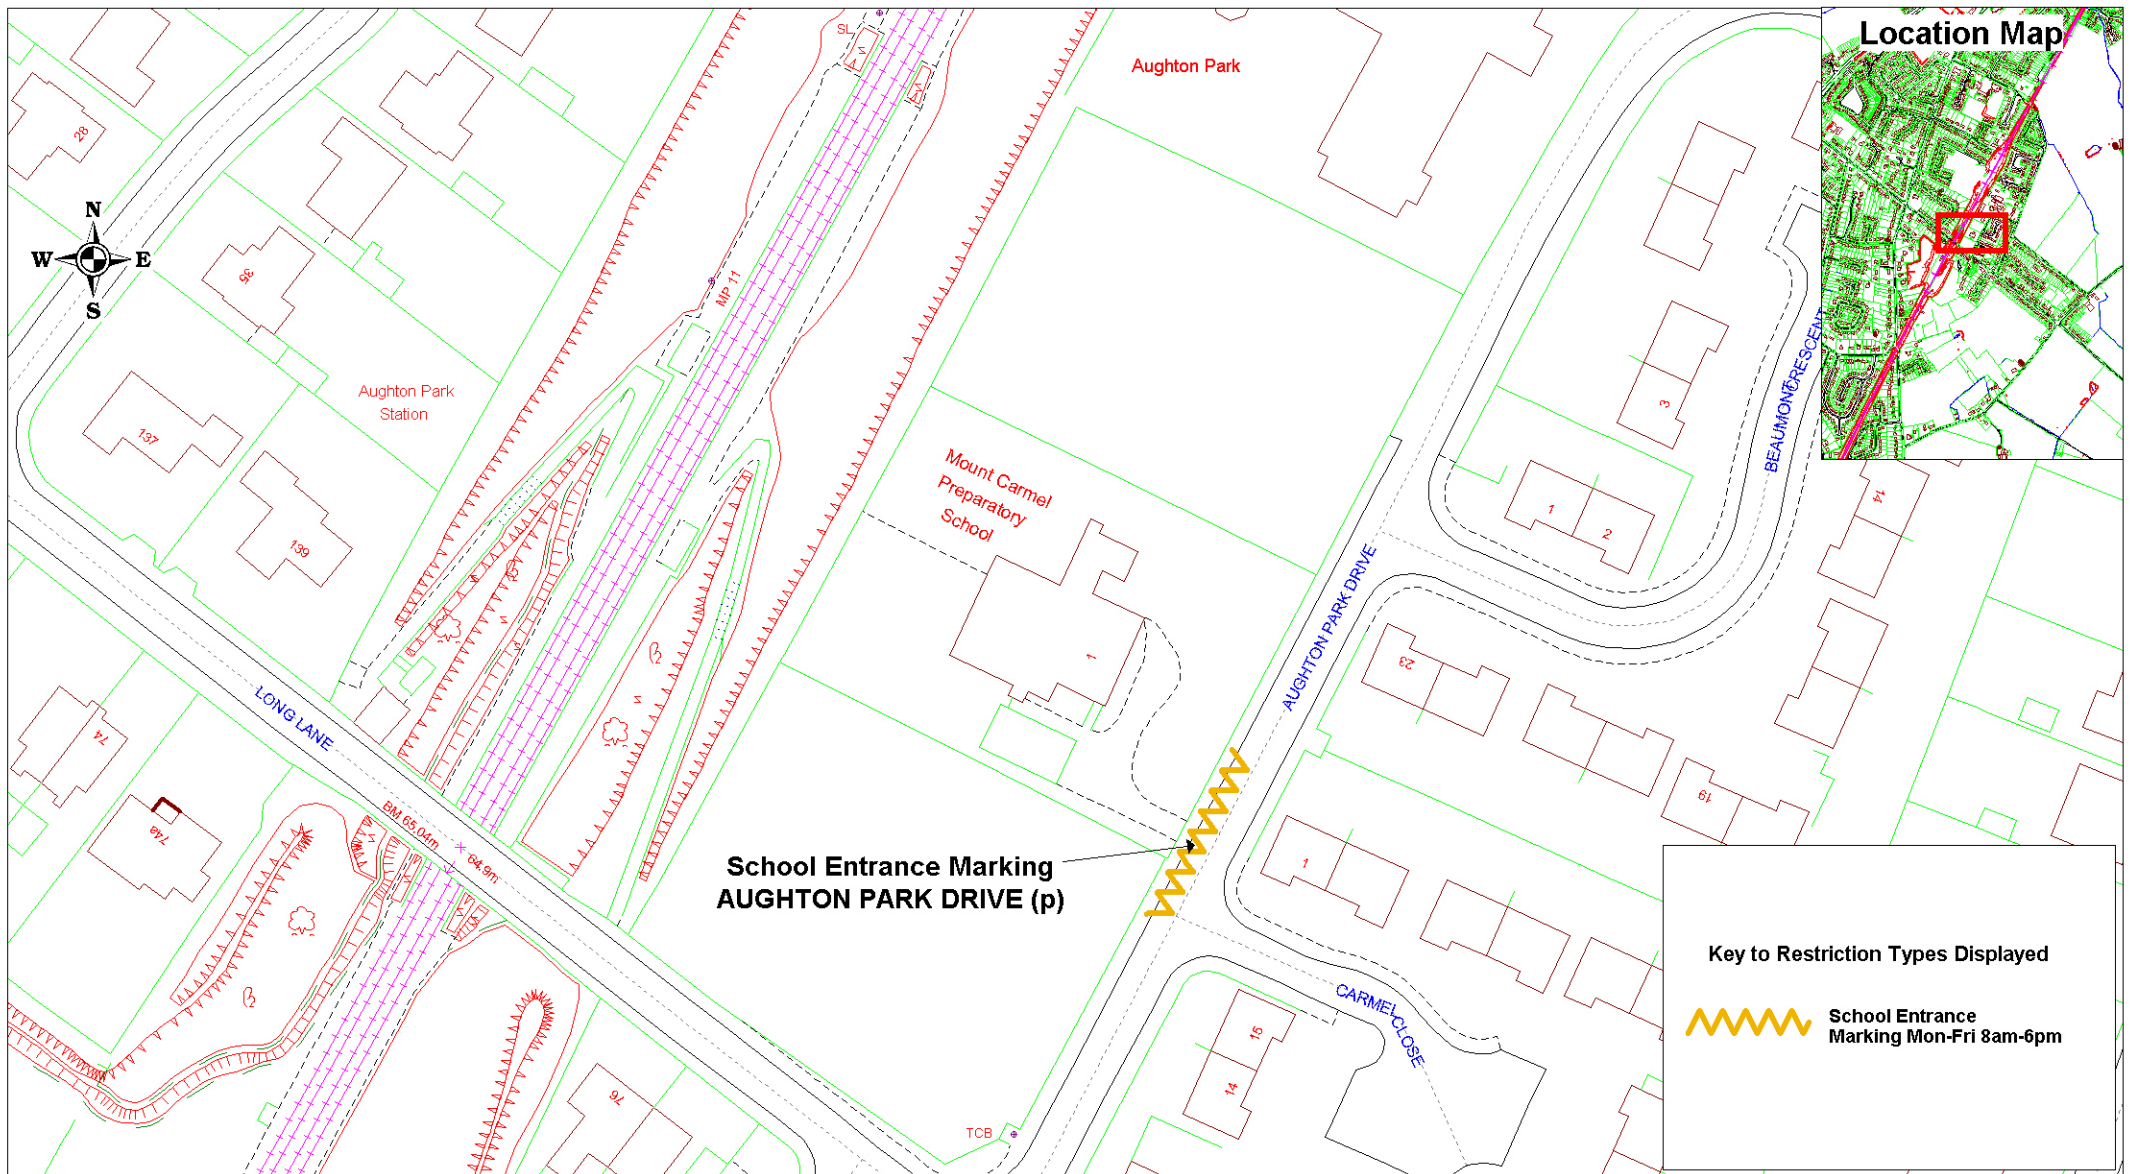 Location Map
SL
Aughton Park
28
N
W
E
S
35
MP 11
BEAUMONT CRESCENT
3
Aughton Park
Station
137
139
Mount Carmel
Preparatory
School
1
1
2
14
AUGHTON PARK DRIVE
23
LONG LANE
74
74a
19
BM 65.04m
64.9m
1
School Entrance Marking
AUGHTON PARK DRIVE (p)
CARMEL CLOSE
15
14
76
TCB
Key to Restriction Types Displayed
School Entrance
Marking Mon-Fri 8am-6pm